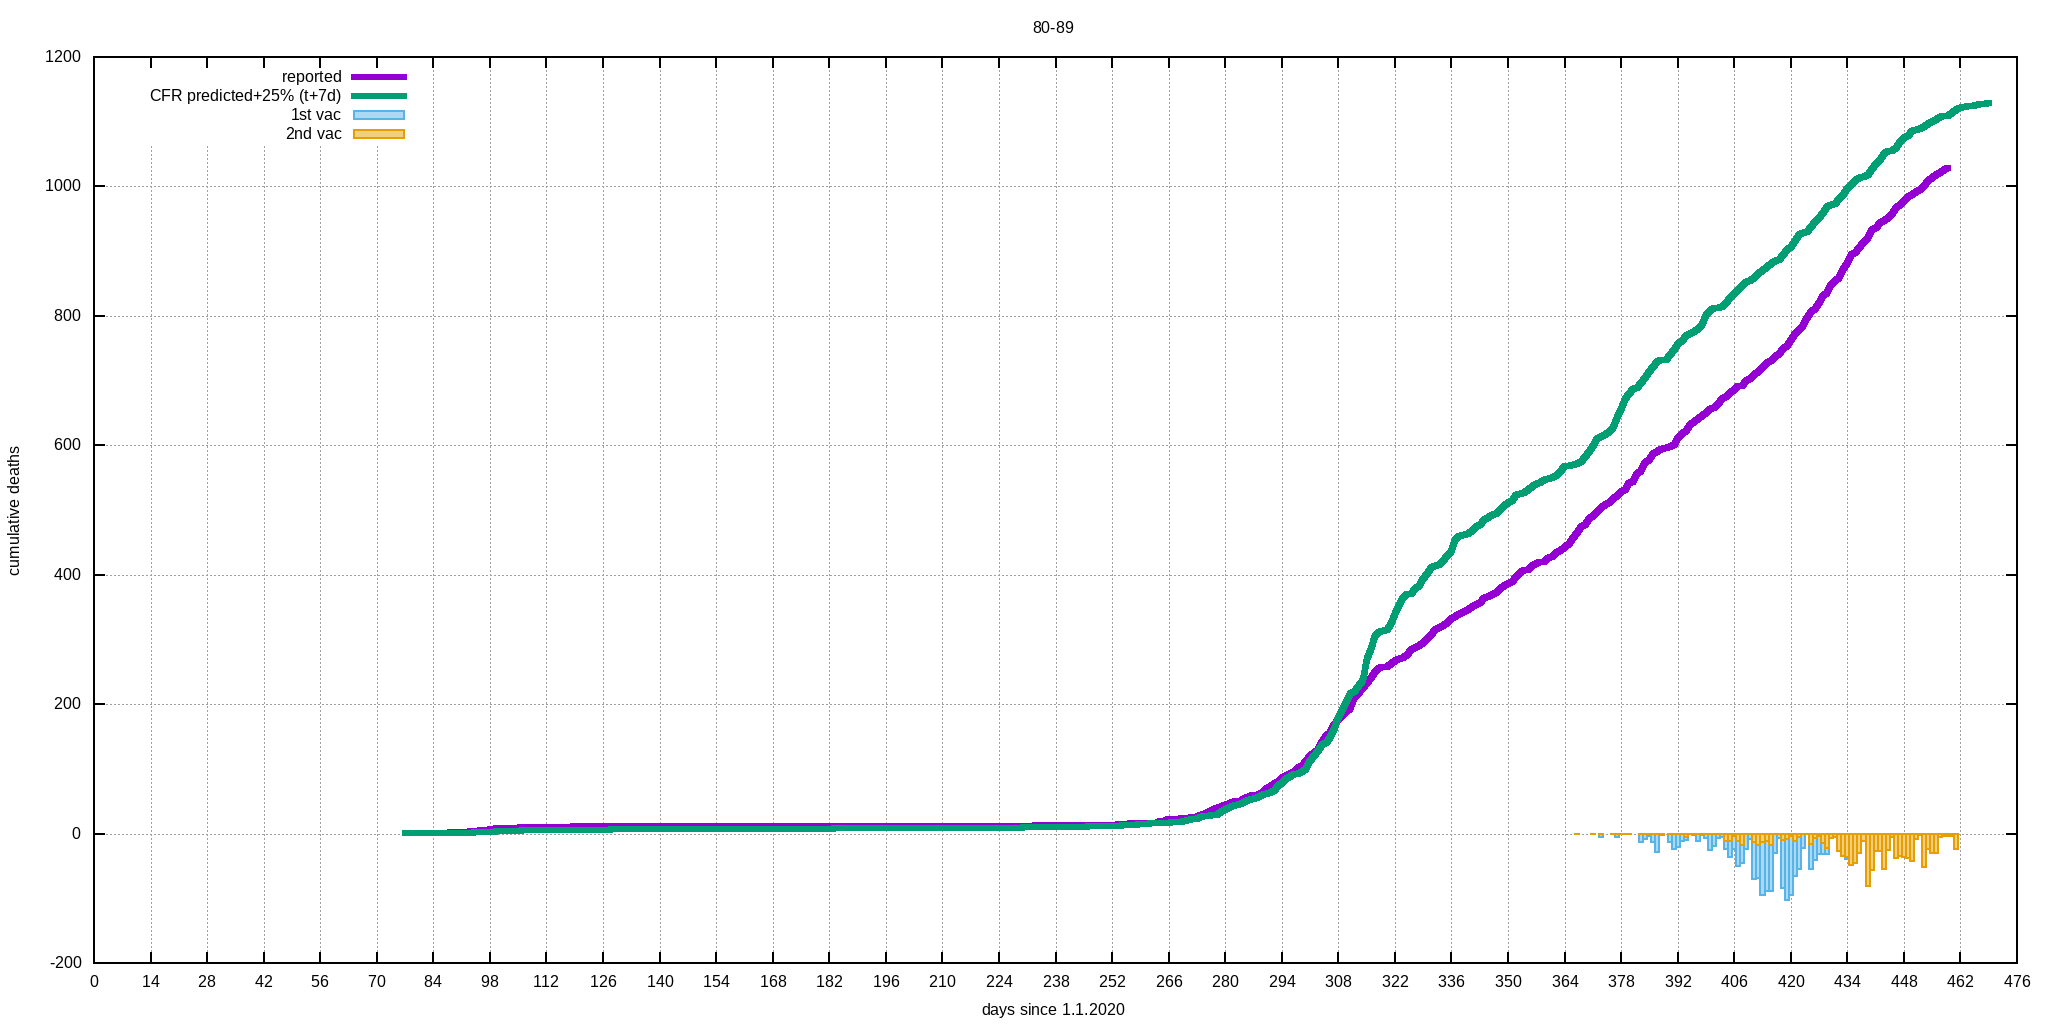 80-89
1200
1000
800
600
400
200
0
-200
cumulative deaths
reported
CFR predicted+25% (t+7d)
1st vac
2nd vac
0 14 28 42 56 70 84 98 112 126 140 154 168 182 196 210 224 238 252 266 280 294 308 322 336 350 364 378 392 406 420 434 448 462 476
days since 1.1.2020